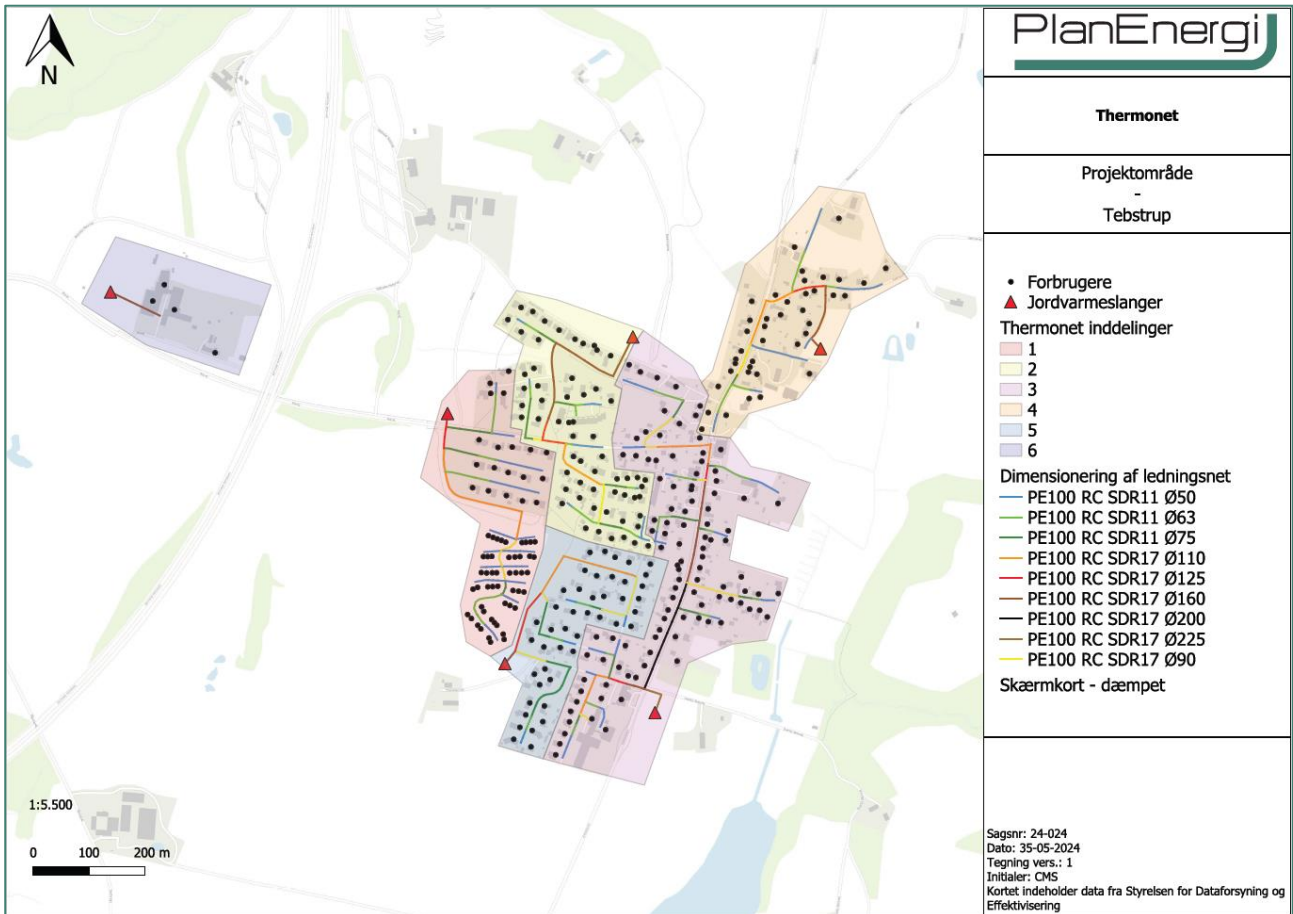 PlanEnergi
Thermonet
Projektområde
-
Tebstrup
Forbrugere
Jordvarmeslanger
Thermonet inddelinger
1
2
3
4
5
6
Dimensionering af ledningsnet
PE100 RC SDR11 Ø50
PE100 RC SDR11 Ø63
PE100 RC SDR11 Ø75
PE100 RC SDR17 Ø110
PE100 RC SDR17 Ø125
PE100 RC SDR17 Ø160
PE100 RC SDR17 Ø200
PE100 RC SDR17 Ø225
PE100 RC SDR17 Ø90
Skærmkort - dæmpet
Sagsnr: 24-024
Dato: 35-05-2024
Tegning vers.: 1
Initialer: CMS
Kortet indeholder data fra Styrelsen for Dataforsyning og
Effektivisering
N
1:5.500
0 100 200 m